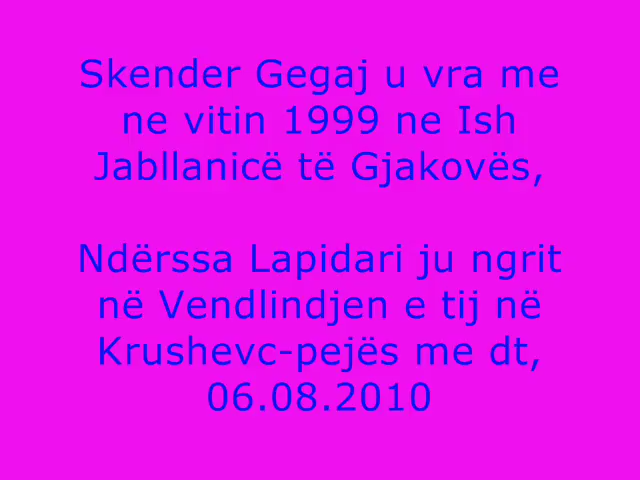 Skender Gegaj u vra me
ne vitin 1999 ne Ish
Jabllanicë të Gjakovës,
Ndërssa Lapidari ju ngrit
në Vendlindjen e tij në
Krushevc-pejës me dt,
06.08.2010